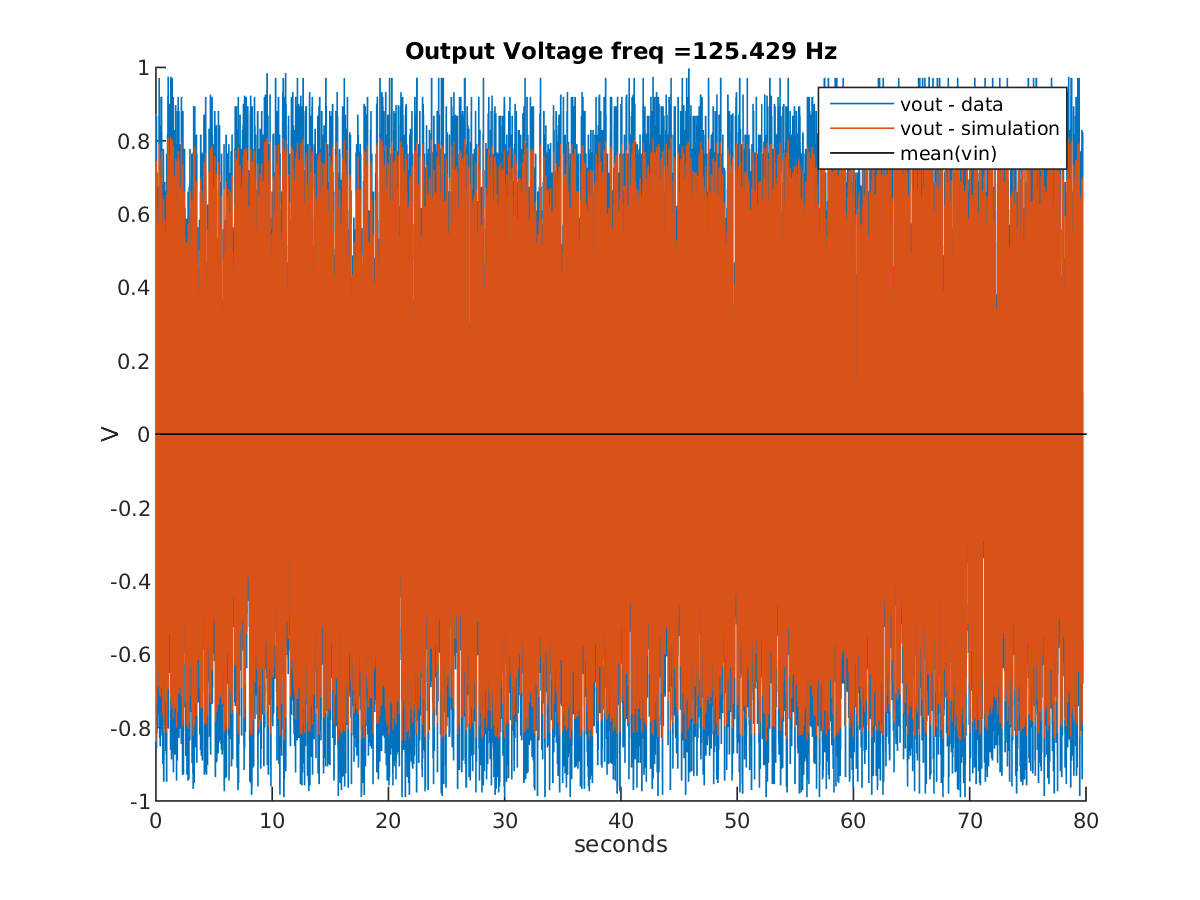 Output Voltage freq =125.429 Hz
vout - data
vout - simulation
mean(vin)
V
1
0.8
0.6
0.4
0.2
0
-0.2
-0.4
-0.6
-0.8
-1
0 10 20 30 40 50 60 70 80
seconds